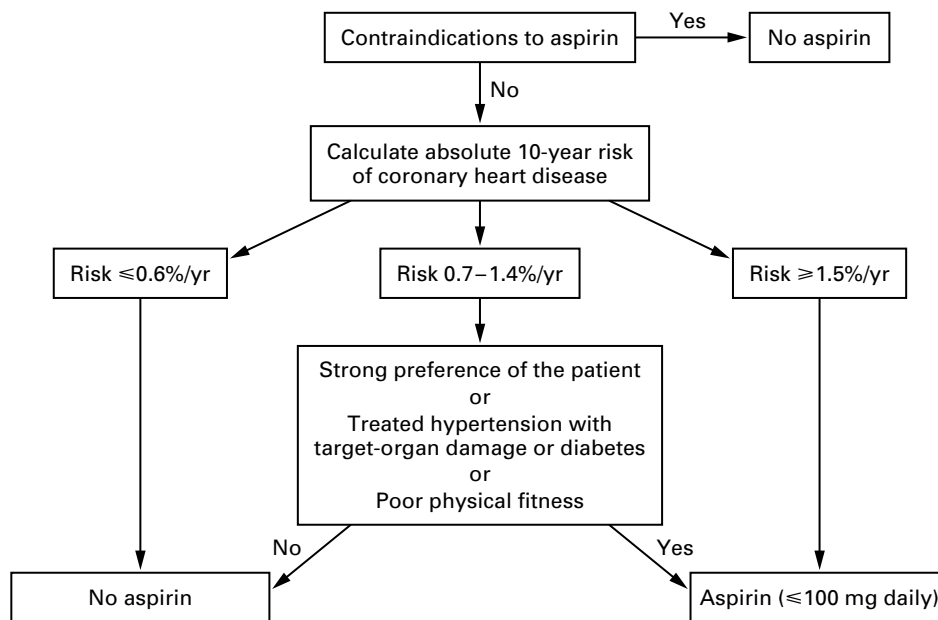 Contraindications to aspirin
Yes
No aspirin
No
Calculate absolute 10-year risk
of coronary heart disease
Risk ⩽0.6%/yr
Risk 0.7–1.4%/yr
Risk ⩾1.5%/yr
Strong preference of the patient
or
Treated hypertension with
target-organ damage or diabetes
or
Poor physical fitness
No
Yes
No aspirin
Aspirin (⩽100 mg daily)